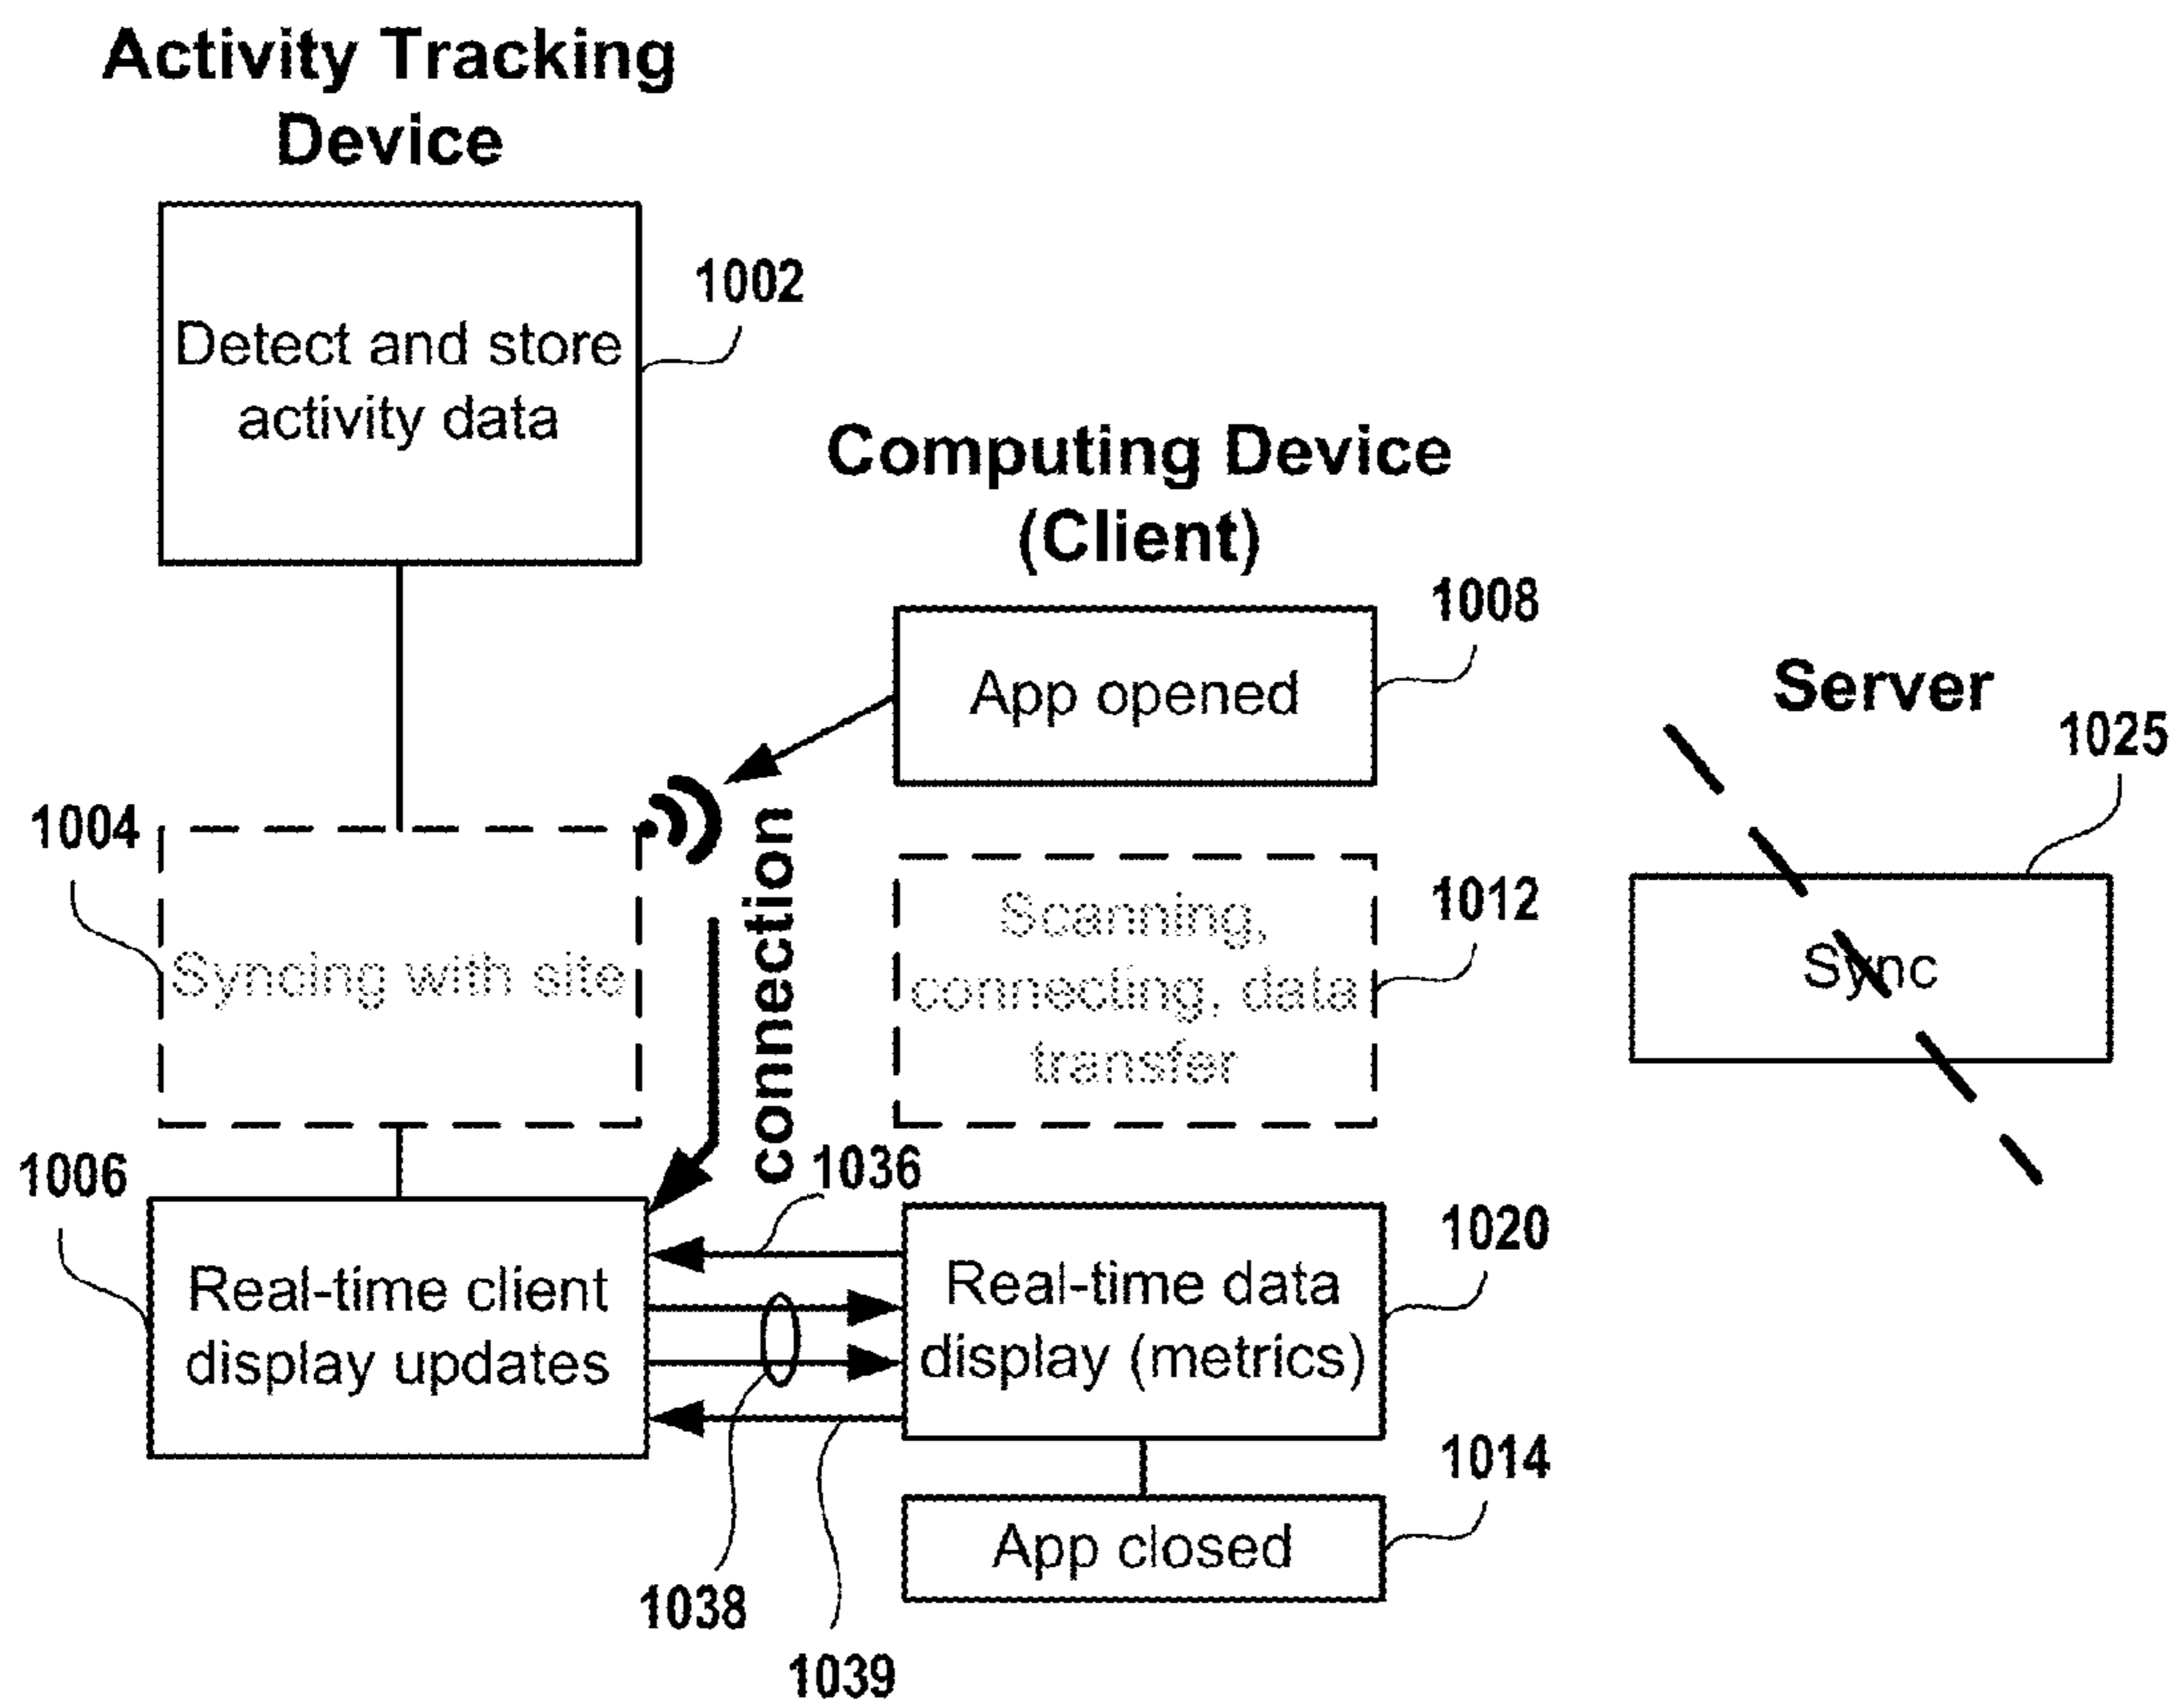 Activity Tracking
Device
1002
Detect and store
activity data
Computing Device
(Client)
1008
App opened
Server
1025
1004
Syncing with site
connection
Scanning,
connecting, data
transfer
1012
Sync
1006
Real-time client
display updates
1036
Real-time data
display (metrics)
1020
1038
1039
App closed
1014